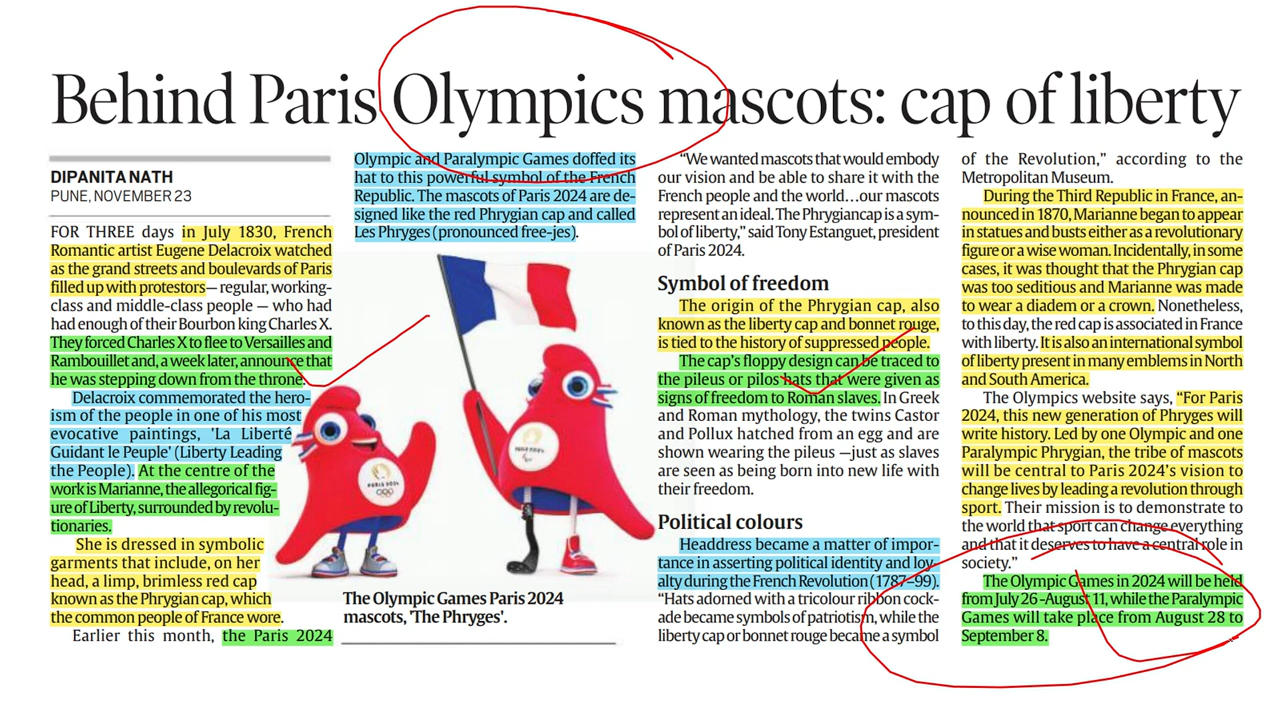 Behind Paris Olympics mascots: cap of liberty
DIPANITA NATH
PUNE, NOVEMBER 23
FOR THREE days in July 1830, French
Romantic artist Eugene Delacroix watched
as the grand streets and boulevards of Paris
filled up with protestors— regular, working-
class and middle-class people — who had
had enough of their Bourbon king Charles X.
They forced Charles X to flee to Versailles and
Rambouillet and, a week later, announce that
he was stepping down from the throne.
Delacroix commemorated the hero-
ism of the people in one of his most
evocative paintings, 'La Liberté
Guidant le Peuple' (Liberty Leading
the People). At the centre of the
work is Marianne, the allegorical fig-
ure of Liberty, surrounded by revolu-
tionaries.
She is dressed in symbolic
garments that include, on her
head, a limp, brimless red cap
known as the Phrygian cap, which
the common people of France wore.
Earlier this month, the Paris 2024
Olympic and Paralympic Games doffed its
hat to this powerful symbol of the French
Republic. The mascots of Paris 2024 are de-
signed like the red Phrygian cap and called
Les Phryges (pronounced free-jes).
PARIS 2024
PARIS 2024
The Olympic Games Paris 2024
mascots, 'The Phryges'.
“We wanted mascots that would embody
our vision and be able to share it with the
French people and the world…our mascots
represent an ideal. The Phrygiancap is a sym-
bol of liberty,” said Tony Estanguet, president
of Paris 2024.
Symbol of freedom
The origin of the Phrygian cap, also
known as the liberty cap and bonnet rouge,
is tied to the history of suppressed people.
The cap's floppy design can be traced to
the pileus or pilos hats that were given as
signs of freedom to Roman slaves. In Greek
and Roman mythology, the twins Castor
and Pollux hatched from an egg and are
shown wearing the pileus —just as slaves
are seen as being born into new life with
their freedom.
Political colours
Headdress became a matter of impor-
tance in asserting political identity and loy-
alty during the French Revolution (1787–99).
“Hats adorned with a tricolour ribbon cock-
ade became symbols of patriotism, while the
liberty cap or bonnet rouge became a symbol
of the Revolution,” according to the
Metropolitan Museum.
During the Third Republic in France, an-
nounced in 1870, Marianne began to appear
in statues and busts either as a revolutionary
figure or a wise woman. Incidentally, in some
cases, it was thought that the Phrygian cap
was too seditious and Marianne was made
to wear a diadem or a crown. Nonetheless,
to this day, the red cap is associated in France
with liberty. It is also an international symbol
of liberty present in many emblems in North
and South America.
The Olympics website says, “For Paris
2024, this new generation of Phryges will
write history. Led by one Olympic and one
Paralympic Phrygian, the tribe of mascots
will be central to Paris 2024's vision to
change lives by leading a revolution through
sport. Their mission is to demonstrate to
the world that sport can change everything
and that it deserves to have a central role in
society.”
The Olympic Games in 2024 will be held
from July 26 -August 11, while the Paralympic
Games will take place from August 28 to
September 8.